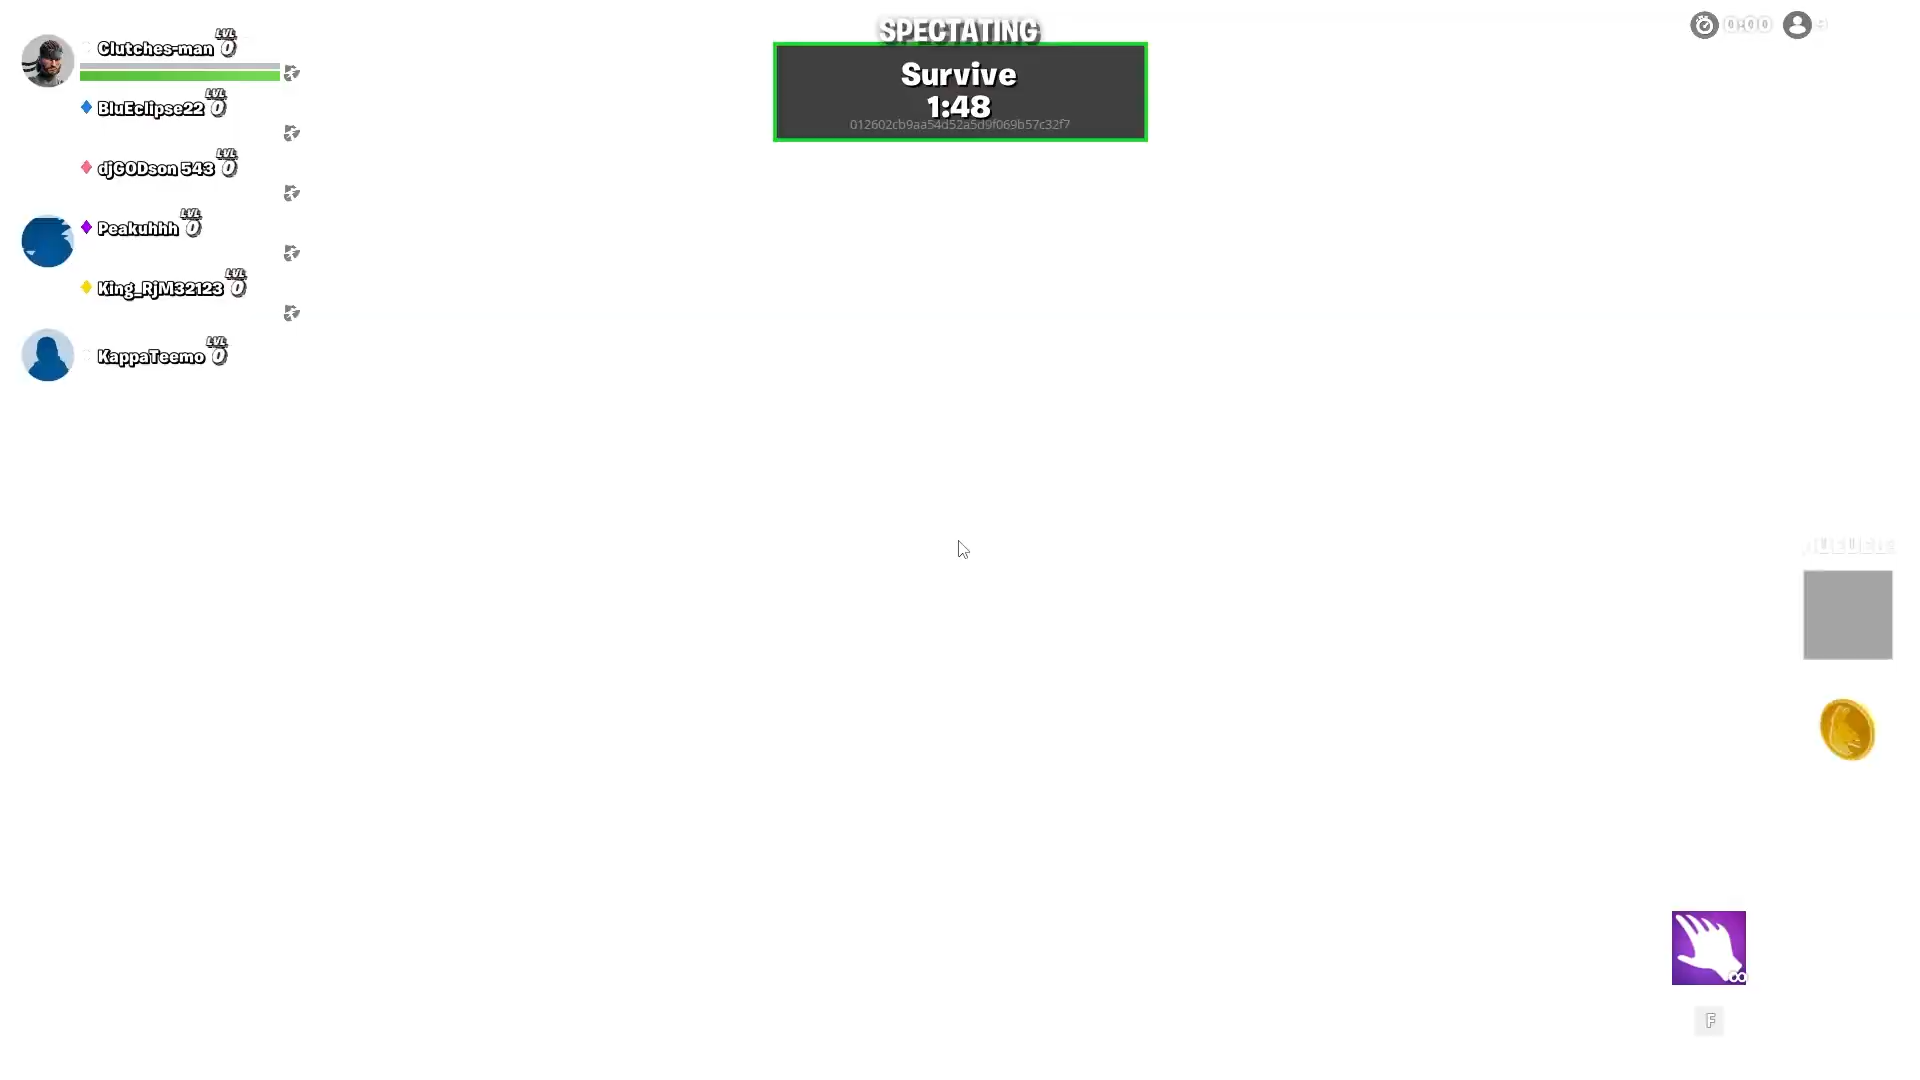 SPECTATING
Survive
1:48
012602cb9aa54d52a5d9f069b57c32f7
0:00
Clutches-man LVL 0
BluEclipse22 LVL 0
djGODson 543 LVL 0
Peakuhhh LVL 0
King_RjM32123 LVL 0
KappaTeemo LVL 0
∞
F